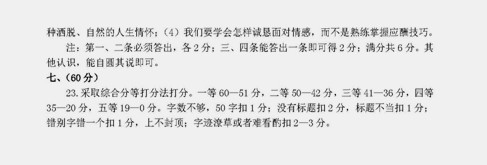 种洒脱、自然的人生情怀；（4）我们要学会怎样诚恳面对情感，而不是熟练掌握应酬技巧。
注：第一、二条必须答出，各 2 分；三、四条能答出一条即可得 2 分；满分共 6 分。其
他认识，能自圆其说即可。
七、（60 分）
23.采取综合分等打分法打分。一等 60—51 分，二等 50—42 分，三等 41—36 分，四等
35—20 分，五等 19—0 分。字数不够，50 字扣 1 分；没有标题扣 2 分，标题不当扣 1 分；
错别字错一个扣 1 分，上不封顶；字迹潦草或者难看酌扣 2—3 分。